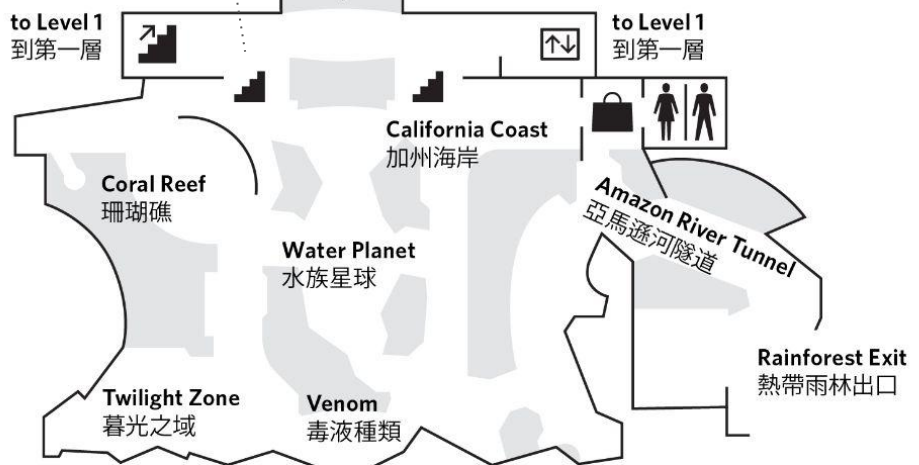 to Level 1
到第一層
to Level 1
到第一層
California Coast
加州海岸
Coral Reef
珊瑚礁
Amazon River Tunnel
亞馬遜河隧道
Water Planet
水族星球
Rainforest Exit
熱帶雨林出口
Twilight Zone
暮光之域
Venom
毒液種類